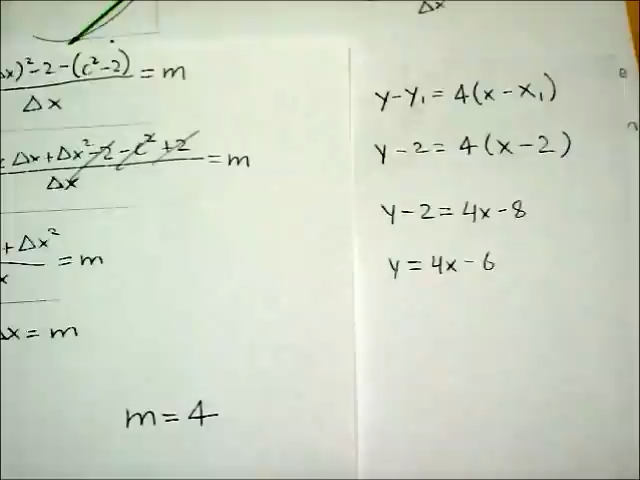 Δx
Δx)²-2-(c²-2) / Δx = m
Δx+Δx²-2-c²+2 / Δx = m
+Δx² / x = m
Δx = m
m = 4
y-y₁ = 4(x-x₁)
y-2 = 4(x-2)
y-2 = 4x-8
y = 4x-6